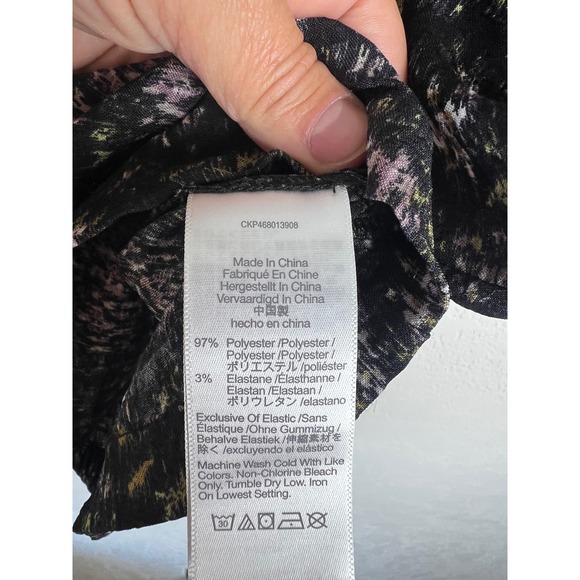 CKP468013908
Made In China
Fabriqué En Chine
Hergestellt In China
Vervaardigd In China
中国製
hecho en china
97% Polyester /Polyester /
Polyester /Polyester /
ポリエステル /poliéster
3% Elastane /Élasthanne /
Elastan /Elastaan /
ポリウレタン /elastano
Exclusive Of Elastic /Sans
Élastique /Ohne Gummizug /
Behalve Elastiek /伸縮素材を
除く /excluyendo el elástico
Machine Wash Cold With Like
Colors. Non-Chlorine Bleach
Only. Tumble Dry Low. Iron
On Lowest Setting.
30